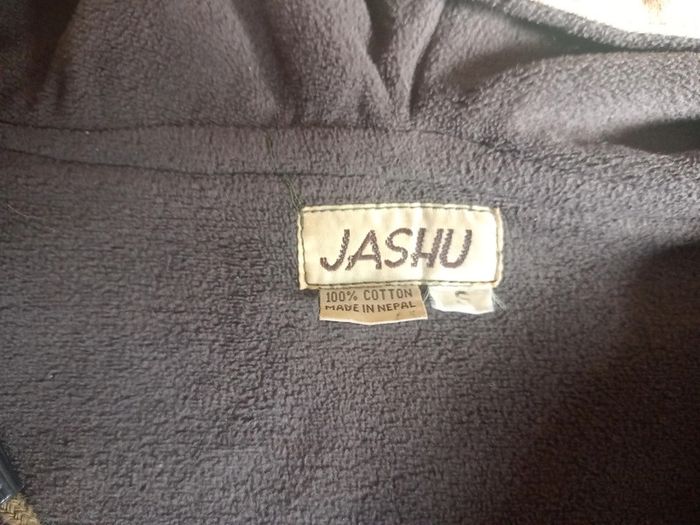 JASHU
100% COTTON
MADE IN NEPAL
S